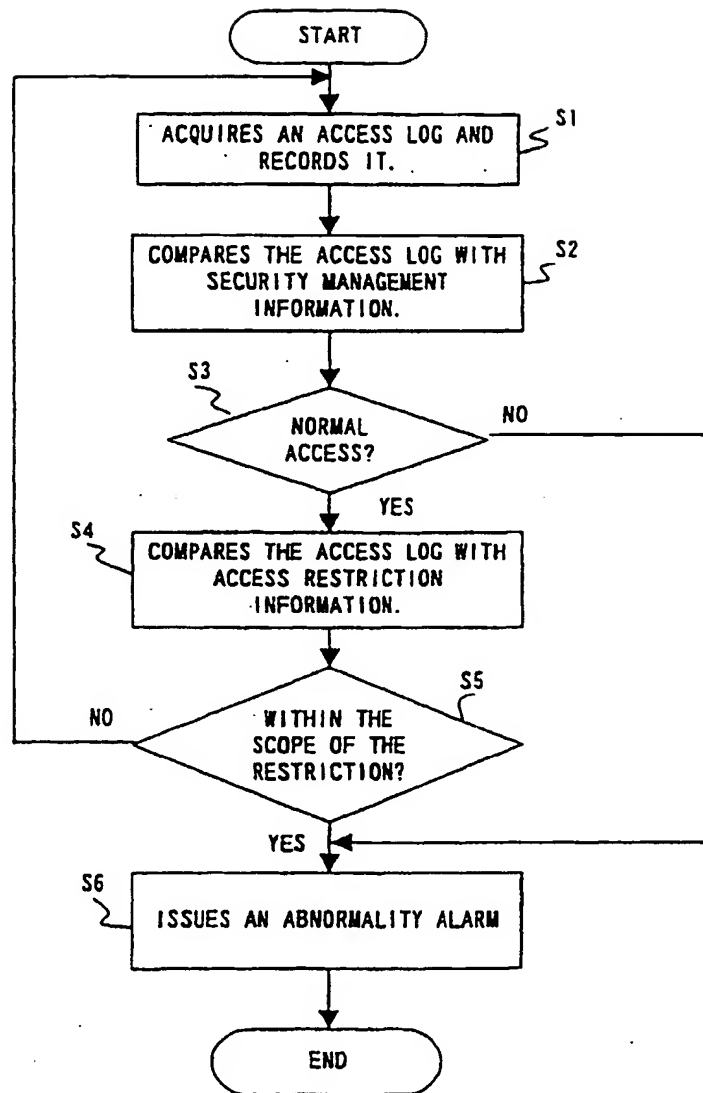 START
ACQUIRES AN ACCESS LOG AND
RECORDS IT.
S1
COMPARES THE ACCESS LOG WITH
SECURITY MANAGEMENT
INFORMATION.
S2
S3
NORMAL
ACCESS?
NO
YES
S4
COMPARES THE ACCESS LOG WITH
ACCESS RESTRICTION
INFORMATION.
S5
NO
WITHIN THE
SCOPE OF THE
RESTRICTION?
YES
S6
ISSUES AN ABNORMALITY ALARM
END